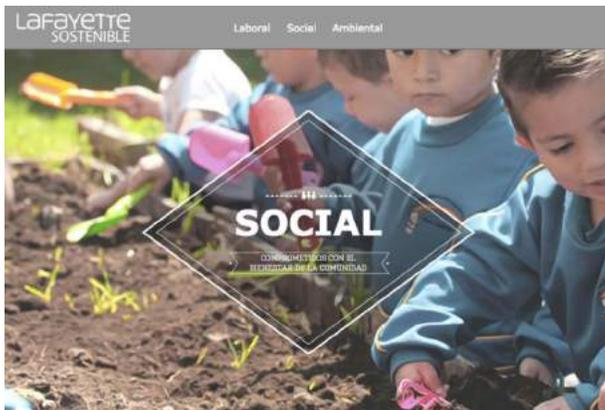 LaFayette
SOSTENIBLE
Laboral Social Ambiental
SOCIAL
COMPROMETIDOS CON EL
BIENESTAR DE LA COMUNIDAD